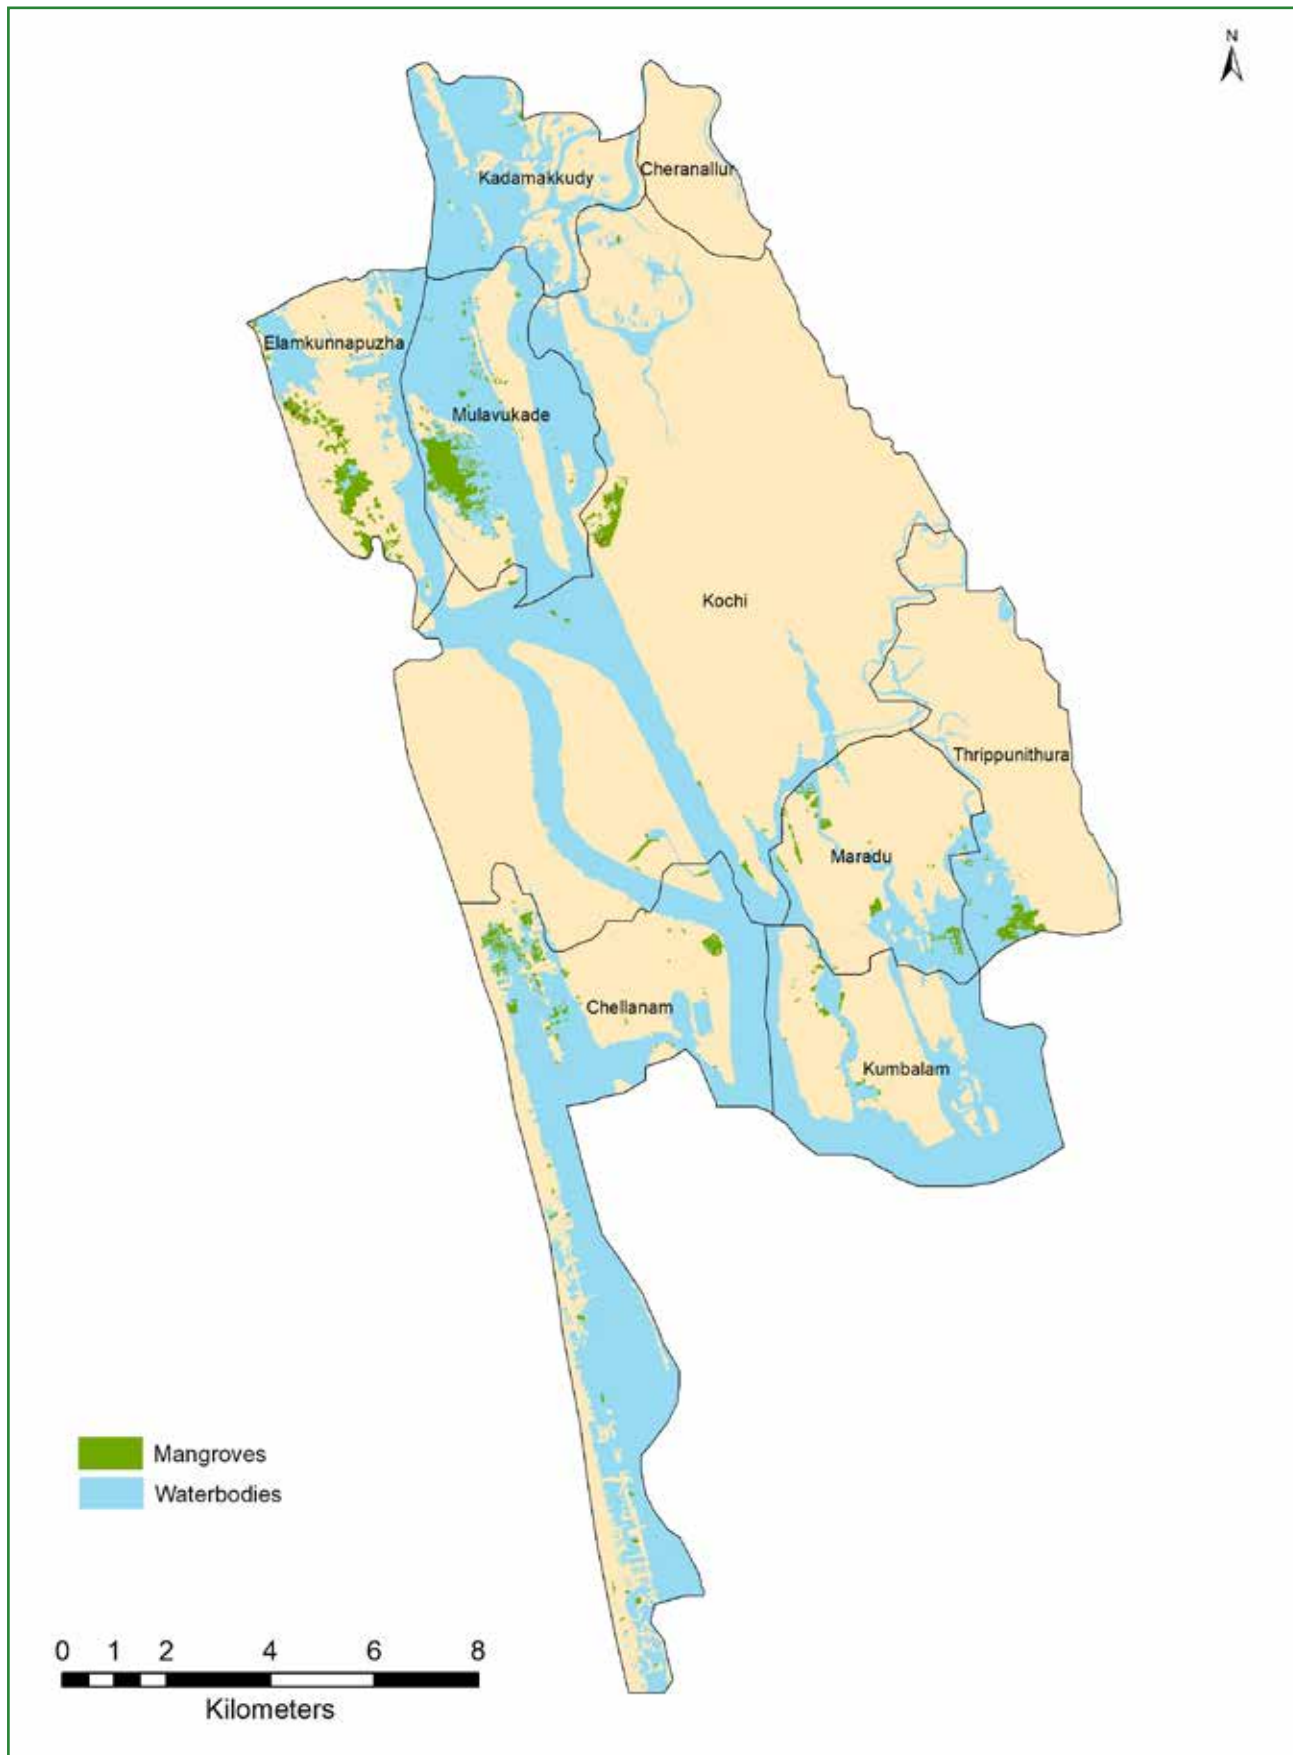 N
Cheranallur
Kadamakkudy
Elamkunnapuzha
Mulavukade
Kochi
Thrippunithura
Maradu
Chellanam
Kumbalam
Mangroves
Waterbodies
0 1 2 4 6 8
Kilometers